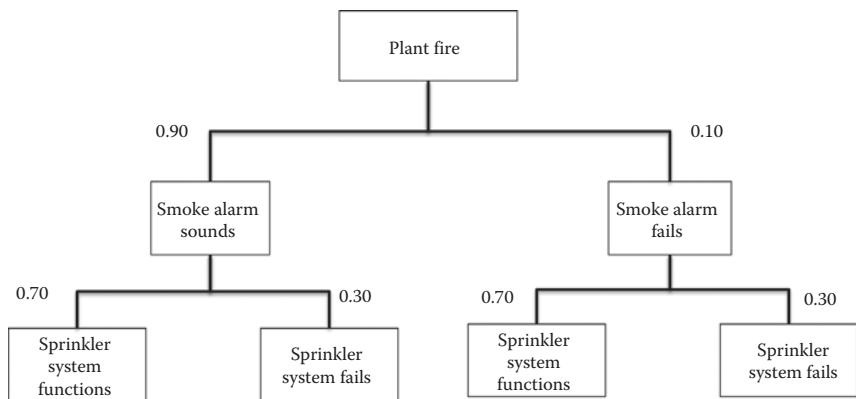 Plant fire
0.90
0.10
Smoke alarm
sounds
Smoke alarm
fails
0.70
0.30
0.70
0.30
Sprinkler
system
functions
Sprinkler
system fails
Sprinkler
system
functions
Sprinkler
system fails